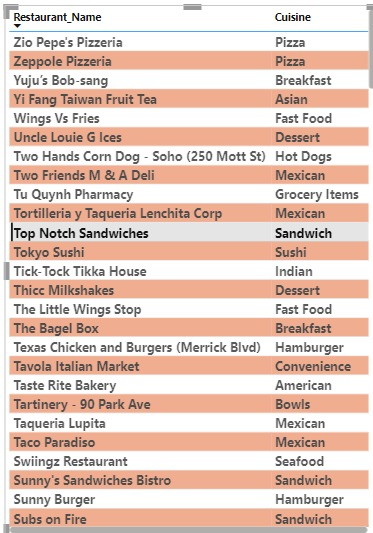 Restaurant_Name Cuisine
Zio Pepe's Pizzeria Pizza
Zeppole Pizzeria Pizza
Yuju's Bob-sang Breakfast
Yi Fang Taiwan Fruit Tea Asian
Wings Vs Fries Fast Food
Uncle Louie G Ices Dessert
Two Hands Corn Dog - Soho (250 Mott St) Hot Dogs
Two Friends M & A Deli Mexican
Tu Quynh Pharmacy Grocery Items
Tortilleria y Taqueria Lenchita Corp Mexican
Top Notch Sandwiches Sandwich
Tokyo Sushi Sushi
Tick-Tock Tikka House Indian
Thicc Milkshakes Dessert
The Little Wings Stop Fast Food
The Bagel Box Breakfast
Texas Chicken and Burgers (Merrick Blvd) Hamburger
Tavola Italian Market Convenience
Taste Rite Bakery American
Tartinery - 90 Park Ave Bowls
Taqueria Lupita Mexican
Taco Paradiso Mexican
Swiingz Restaurant Seafood
Sunny's Sandwiches Bistro Sandwich
Sunny Burger Hamburger
Subs on Fire Sandwich